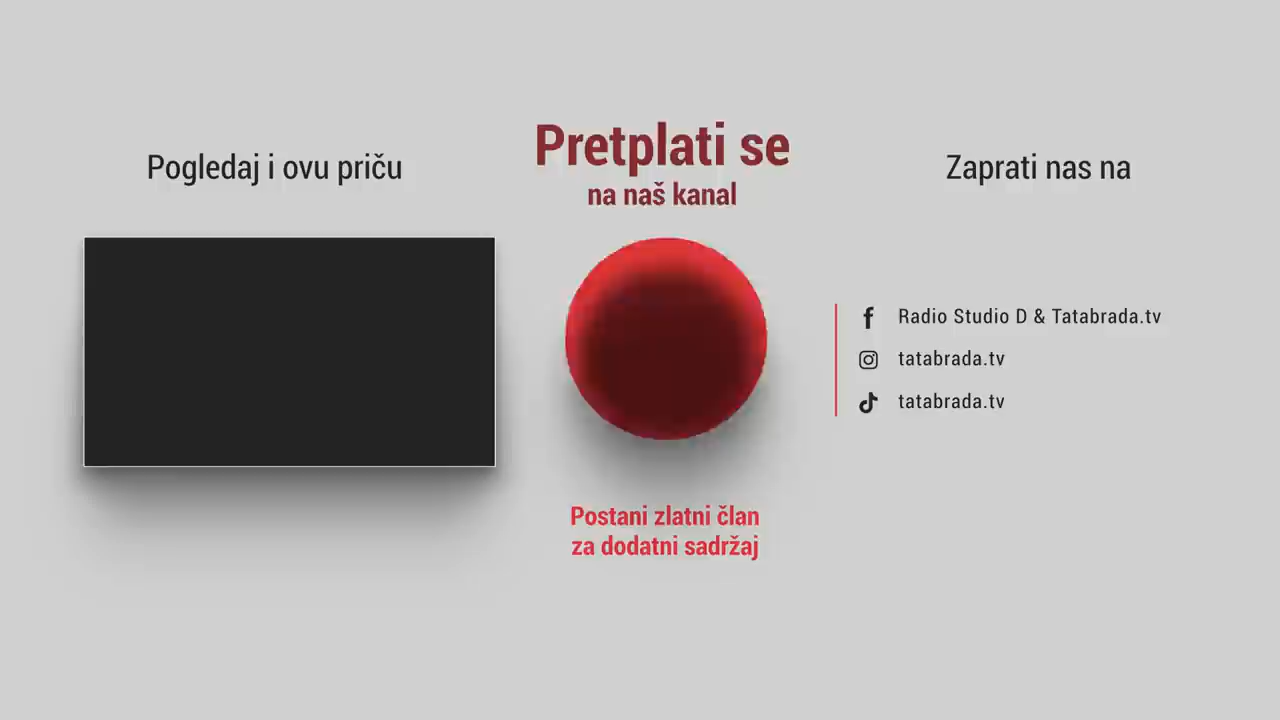 Pogledaj i ovu priču
Pretplati se
na naš kanal
Postani zlatni član
za dodatni sadržaj
Zaprati nas na
Radio Studio D & Tatabrada.tv
tatabrada.tv
tatabrada.tv